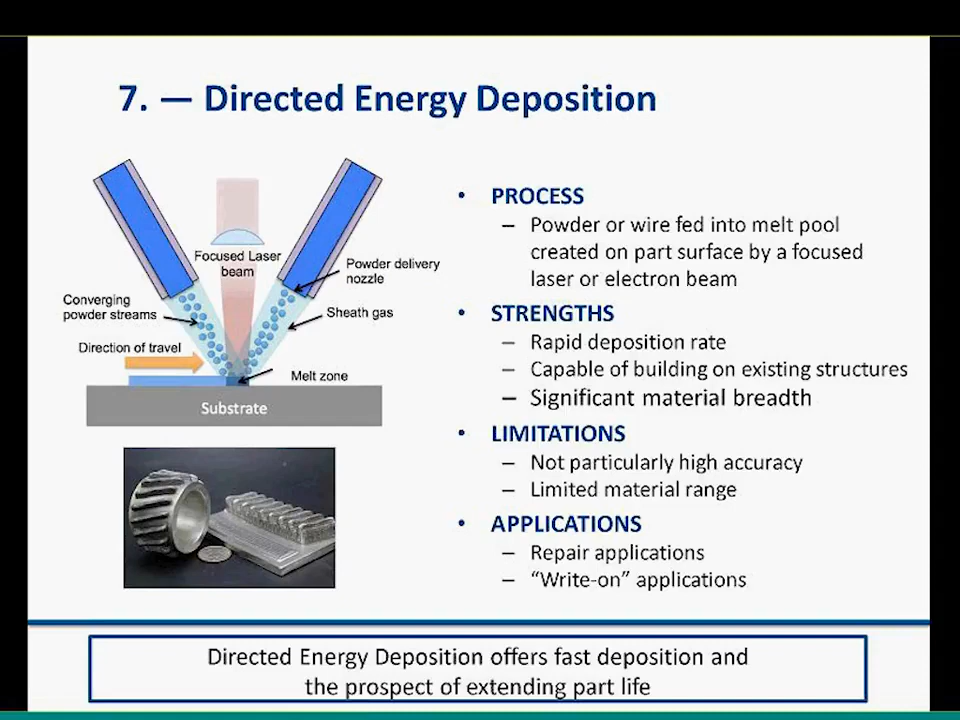 7. — Directed Energy Deposition
Focused Laser
beam
Powder delivery
nozzle
Converging
powder streams
Sheath gas
Direction of travel
Melt zone
Substrate
• PROCESS
– Powder or wire fed into melt pool
created on part surface by a focused
laser or electron beam
• STRENGTHS
– Rapid deposition rate
– Capable of building on existing structures
– Significant material breadth
• LIMITATIONS
– Not particularly high accuracy
– Limited material range
• APPLICATIONS
– Repair applications
– “Write-on” applications
Directed Energy Deposition offers fast deposition and
the prospect of extending part life